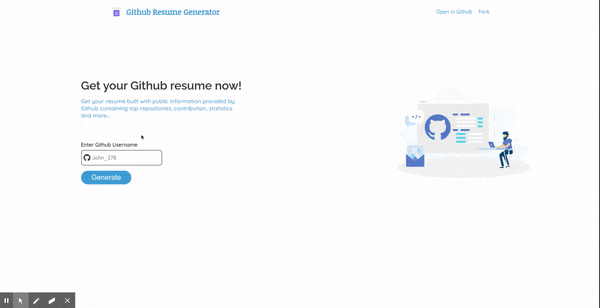 Github Resume Generator
Open in Github Fork
Get your Github resume now!
Get your resume built with public information provided by
Github containing top repositories, contribution, statistics
and more...
Enter Github Username
John_278
Generate